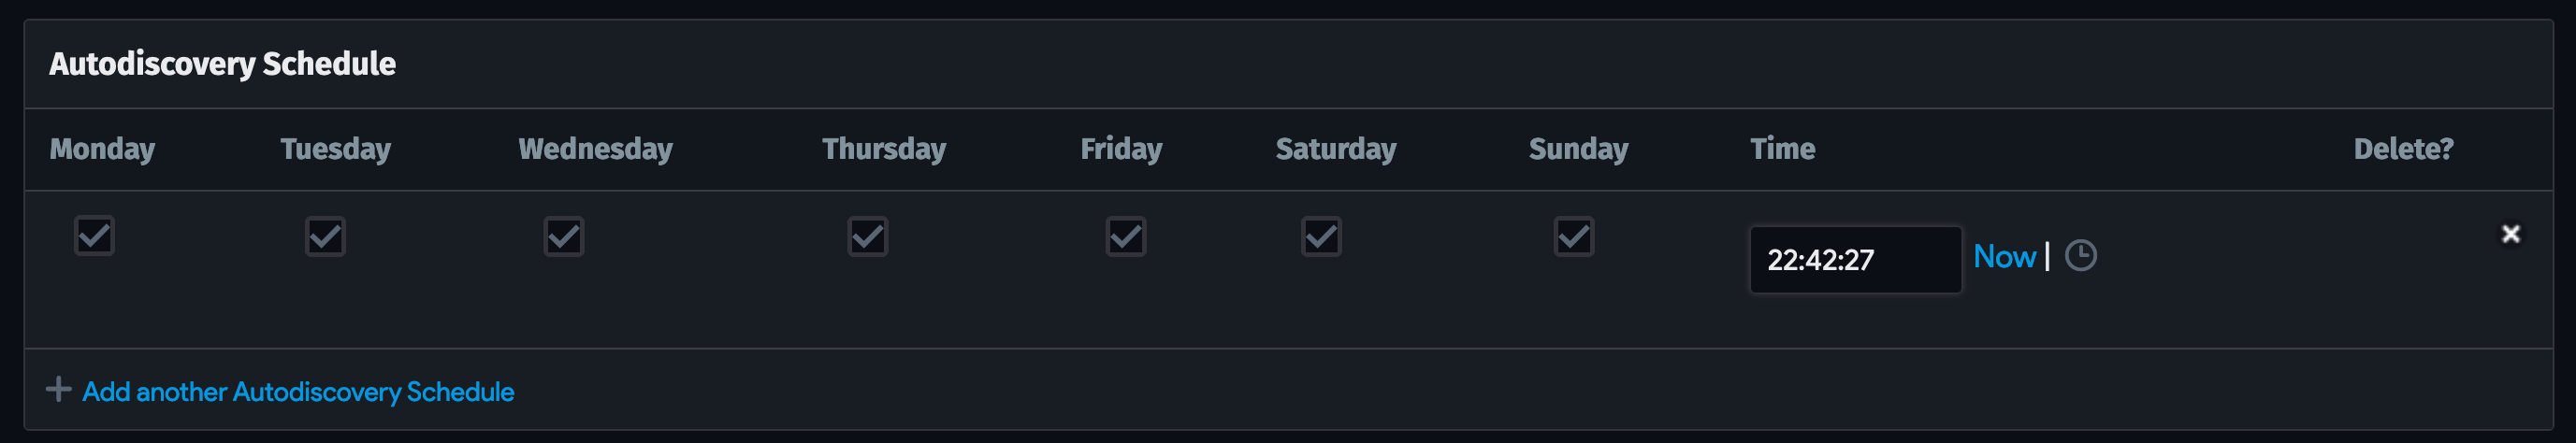 Autodiscovery Schedule
Monday Tuesday Wednesday Thursday Friday Saturday Sunday Time Delete?
22:42:27 Now |
Add another Autodiscovery Schedule